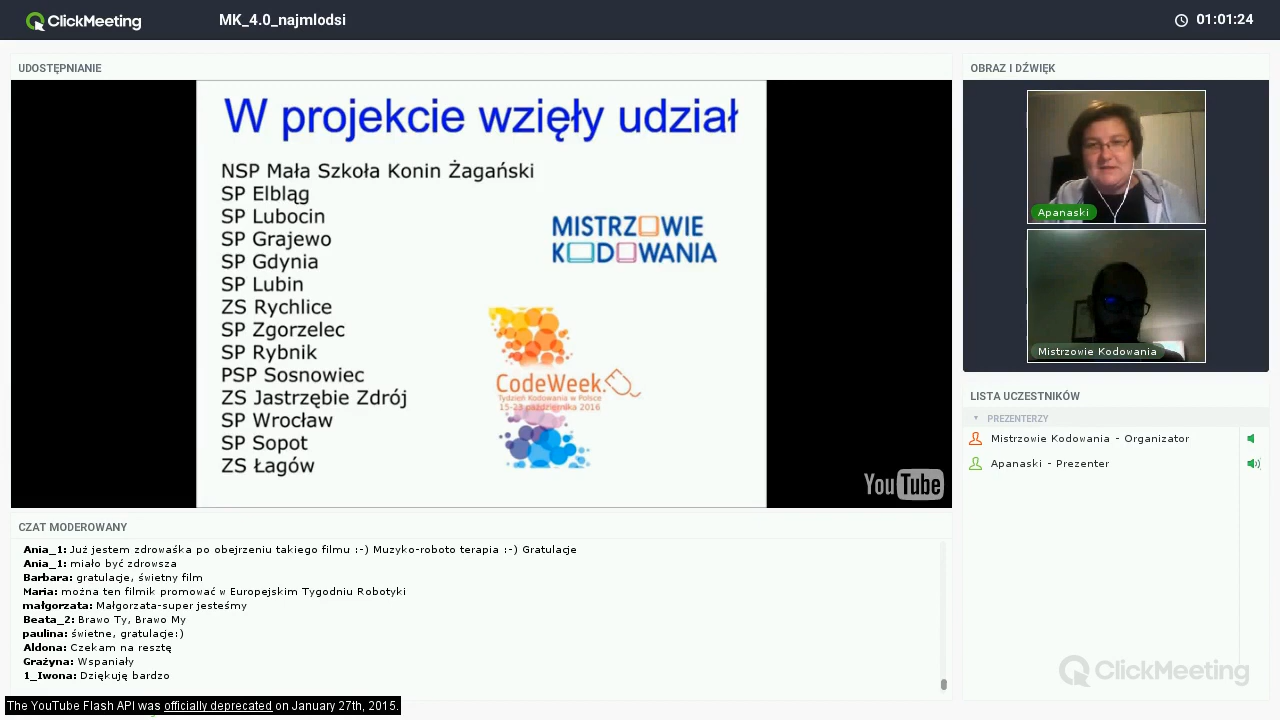 ClickMeeting
MK_4.0_najmlodsi
01:01:24
UDOSTĘPNIANIE
W projekcie wzięły udział
NSP Mała Szkoła Konin Żagański
SP Elbląg
SP Lubocin
SP Grajewo
SP Gdynia
SP Lubin
ZS Rychlice
SP Zgorzelec
SP Rybnik
PSP Sosnowiec
ZS Jastrzębie Zdrój
SP Wrocław
SP Sopot
ZS Łagów
MISTRZOWIE
KODOWANIA
CodeWeek.
Tydzień Kodowania w Polsce
15-23 października 2016
YouTube
OBRAZ I DŹWIĘK
Apanaski
Mistrzowie Kodowania
LISTA UCZESTNIKÓW
PREZENTERZY
Mistrzowie Kodowania - Organizator
Apanaski - Prezenter
CZAT MODEROWANY
Ania_1: Już jestem zdrowaśka po obejrzeniu takiego filmu :-) Muzyko-roboto terapia :-) Gratulacje
Ania_1: miało być zdrowsza
Barbara: gratulacje, świetny film
Maria: można ten filmik promować w Europejskim Tygodniu Robotyki
małgorzata: Małgorzata-super jesteśmy
Beata_2: Brawo Ty, Brawo My
paulina: świetne, gratulacje:)
Aldona: Czekam na resztę
Grażyna: Wspaniały
1_Iwona: Dziękuję bardzo
ClickMeeting
The YouTube Flash API was officially deprecated on January 27th, 2015.